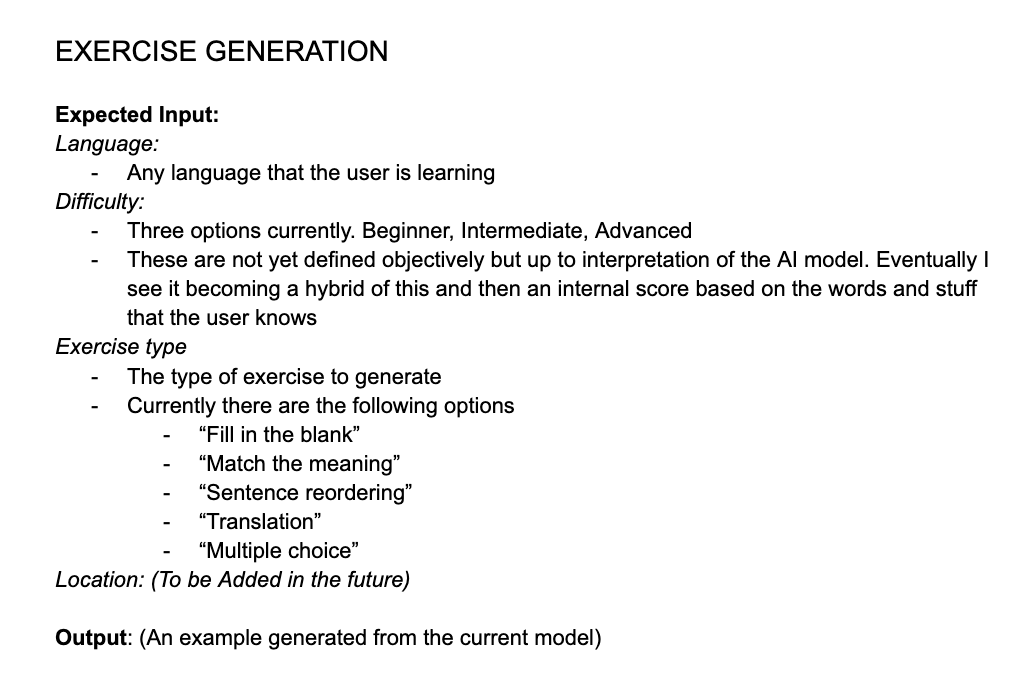 EXERCISE GENERATION
Expected Input:
Language:
- Any language that the user is learning
Difficulty:
- Three options currently. Beginner, Intermediate, Advanced
- These are not yet defined objectively but up to interpretation of the AI model. Eventually I
see it becoming a hybrid of this and then an internal score based on the words and stuff
that the user knows
Exercise type
- The type of exercise to generate
- Currently there are the following options
- “Fill in the blank”
- “Match the meaning”
- “Sentence reordering”
- “Translation”
- “Multiple choice”
Location: (To be Added in the future)
Output: (An example generated from the current model)